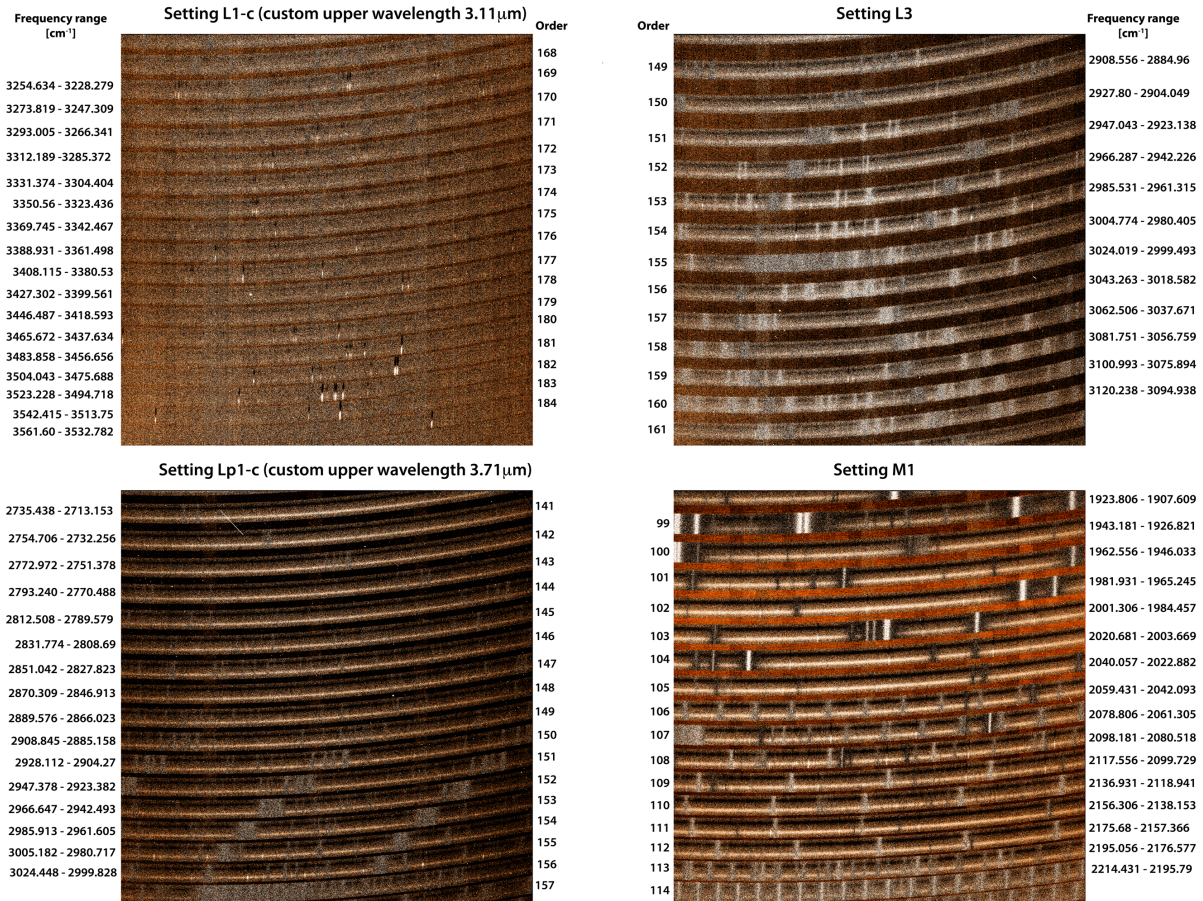 Setting L1-c (custom upper wavelength 3.11μm)
Frequency range
[cm-1]
Order
168
169
3254.634 - 3228.279
170
3273.819 - 3247.309
171
3293.005 - 3266.341
172
3312.189 -3285.372
173
3331.374 - 3304.404
174
3350.56 - 3323.436
175
3369.745 - 3342.467
176
3388.931 - 3361.498
177
3408.115 - 3380.53
178
3427.302 - 3399.561
179
3446.487 - 3418.593
180
3465.672 - 3437.634
181
3483.858 - 3456.656
182
3504.043 - 3475.688
183
3523.228 - 3494.718
184
3542.415 - 3513.75
3561.60 - 3532.782
Setting L3
Order
Frequency range
[cm-1]
2908.556 - 2884.96
149
2927.80 - 2904.049
150
2947.043 - 2923.138
151
2966.287 - 2942.226
152
2985.531 - 2961.315
153
3004.774 - 2980.405
154
3024.019 - 2999.493
155
3043.263 - 3018.582
156
3062.506 - 3037.671
157
3081.751 - 3056.759
158
3100.993 - 3075.894
159
3120.238 - 3094.938
160
161
Setting Lp1-c (custom upper wavelength 3.71μm)
141
2735.438 - 2713.153
142
2754.706 - 2732.256
143
2772.972 - 2751.378
144
2793.240 - 2770.488
145
2812.508 - 2789.579
146
2831.774 - 2808.69
147
2851.042 - 2827.823
148
2870.309 - 2846.913
149
2889.576 - 2866.023
150
2908.845 -2885.158
151
2928.112 - 2904.27
152
2947.378 - 2923.382
153
2966.647 - 2942.493
154
2985.913 - 2961.605
155
3005.182 - 2980.717
156
3024.448 - 2999.828
157
Setting M1
1923.806 - 1907.609
99
1943.181 - 1926.821
100
1962.556 - 1946.033
101
1981.931 - 1965.245
102
2001.306 - 1984.457
103
2020.681 - 2003.669
104
2040.057 - 2022.882
105
2059.431 - 2042.093
106
2078.806 - 2061.305
107
2098.181 - 2080.518
108
2117.556 - 2099.729
109
2136.931 - 2118.941
110
2156.306 - 2138.153
111
2175.68 - 2157.366
112
2195.056 - 2176.577
113
2214.431 - 2195.79
114